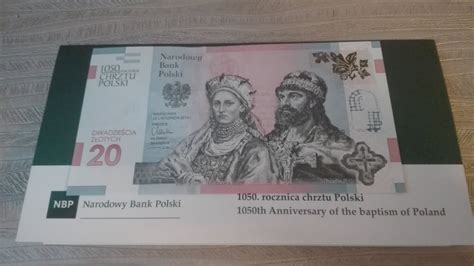 1050.
CHRZTU
POLSKI
Narodowy
Bank
Polski
WARSZAWA
DWADZIEŚCIA
ZŁOTYCH
20
NBP
Narodowy Bank Polski
1050. rocznica chrztu Polski
1050th Anniversary of the baptism of Poland